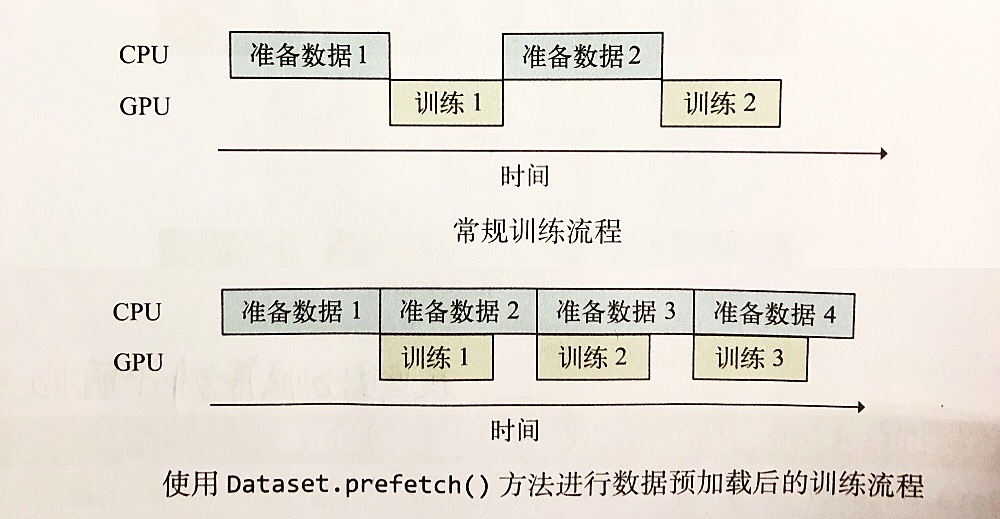 CPU 准备数据 1 准备数据 2
GPU 训练 1 训练 2
时间
常规训练流程
CPU 准备数据 1 准备数据 2 准备数据 3 准备数据 4
GPU 训练 1 训练 2 训练 3
时间
使用 Dataset.prefetch() 方法进行数据预加载后的训练流程